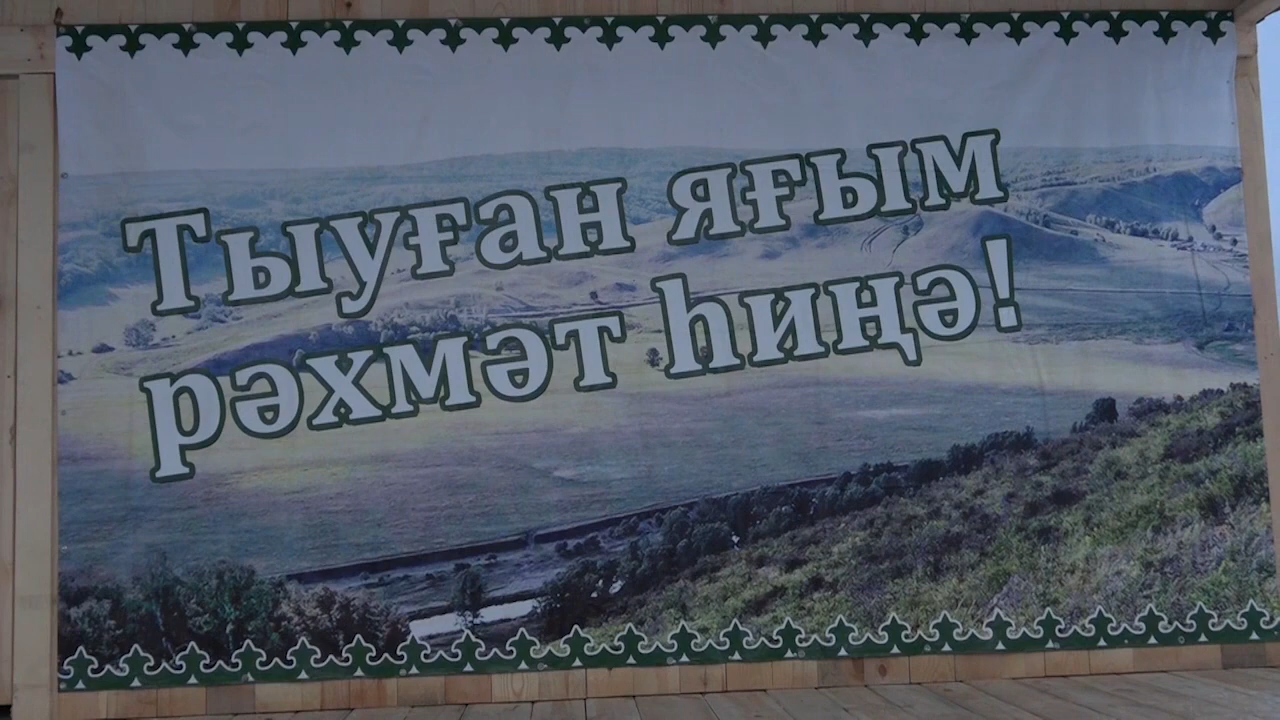 Тыуған яғым
рәхмәт һиңә!